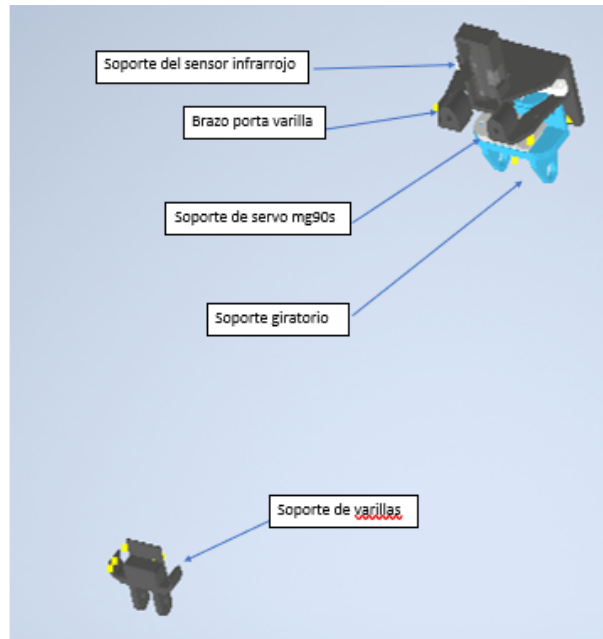 Soporte del sensor infrarrojo
Brazo porta varilla
Soporte de servo mg90s
Soporte giratorio
Soporte de varillas